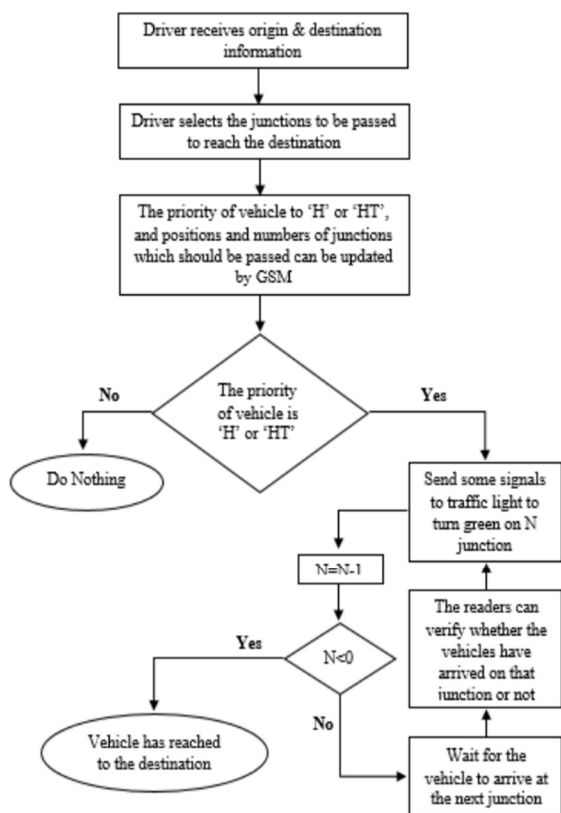 Driver receives origin & destination
information
Driver selects the junctions to be passed
to reach the destination
The priority of vehicle to ‘H’ or ‘HT’,
and positions and numbers of junctions
which should be passed can be updated
by GSM
No
The priority
of vehicle is
‘H’ or ‘HT’
Yes
Do Nothing
Send some signals
to traffic light to
turn green on N
junction
N=N-1
The readers can
verify whether the
vehicles have
arrived on that
junction or not
Yes
N<0
No
Vehicle has reached
to the destination
Wait for the
vehicle to arrive at
the next junction